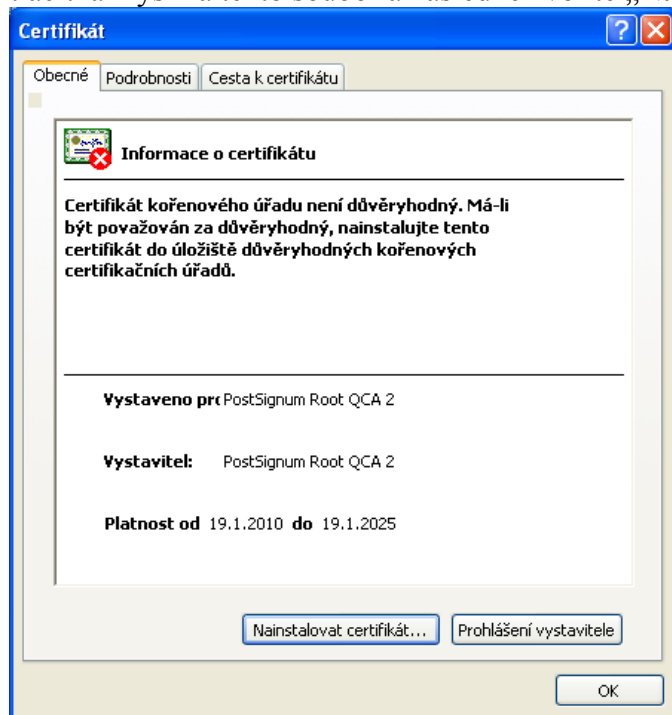 Certifikát
Obecné Podrobnosti Cesta k certifikátu
Informace o certifikátu
Certifikát kořenového úřadu není důvěryhodný. Má-li
být považován za důvěryhodný, nainstalujte tento
certifikát do úložiště důvěryhodných kořenových
certifikačních úřadů.
Vystaveno pro PostSignum Root QCA 2
Vystavitel: PostSignum Root QCA 2
Platnost od 19.1.2010 do 19.1.2025
Nainstalovat certifikát... Prohlášení vystavitele
OK